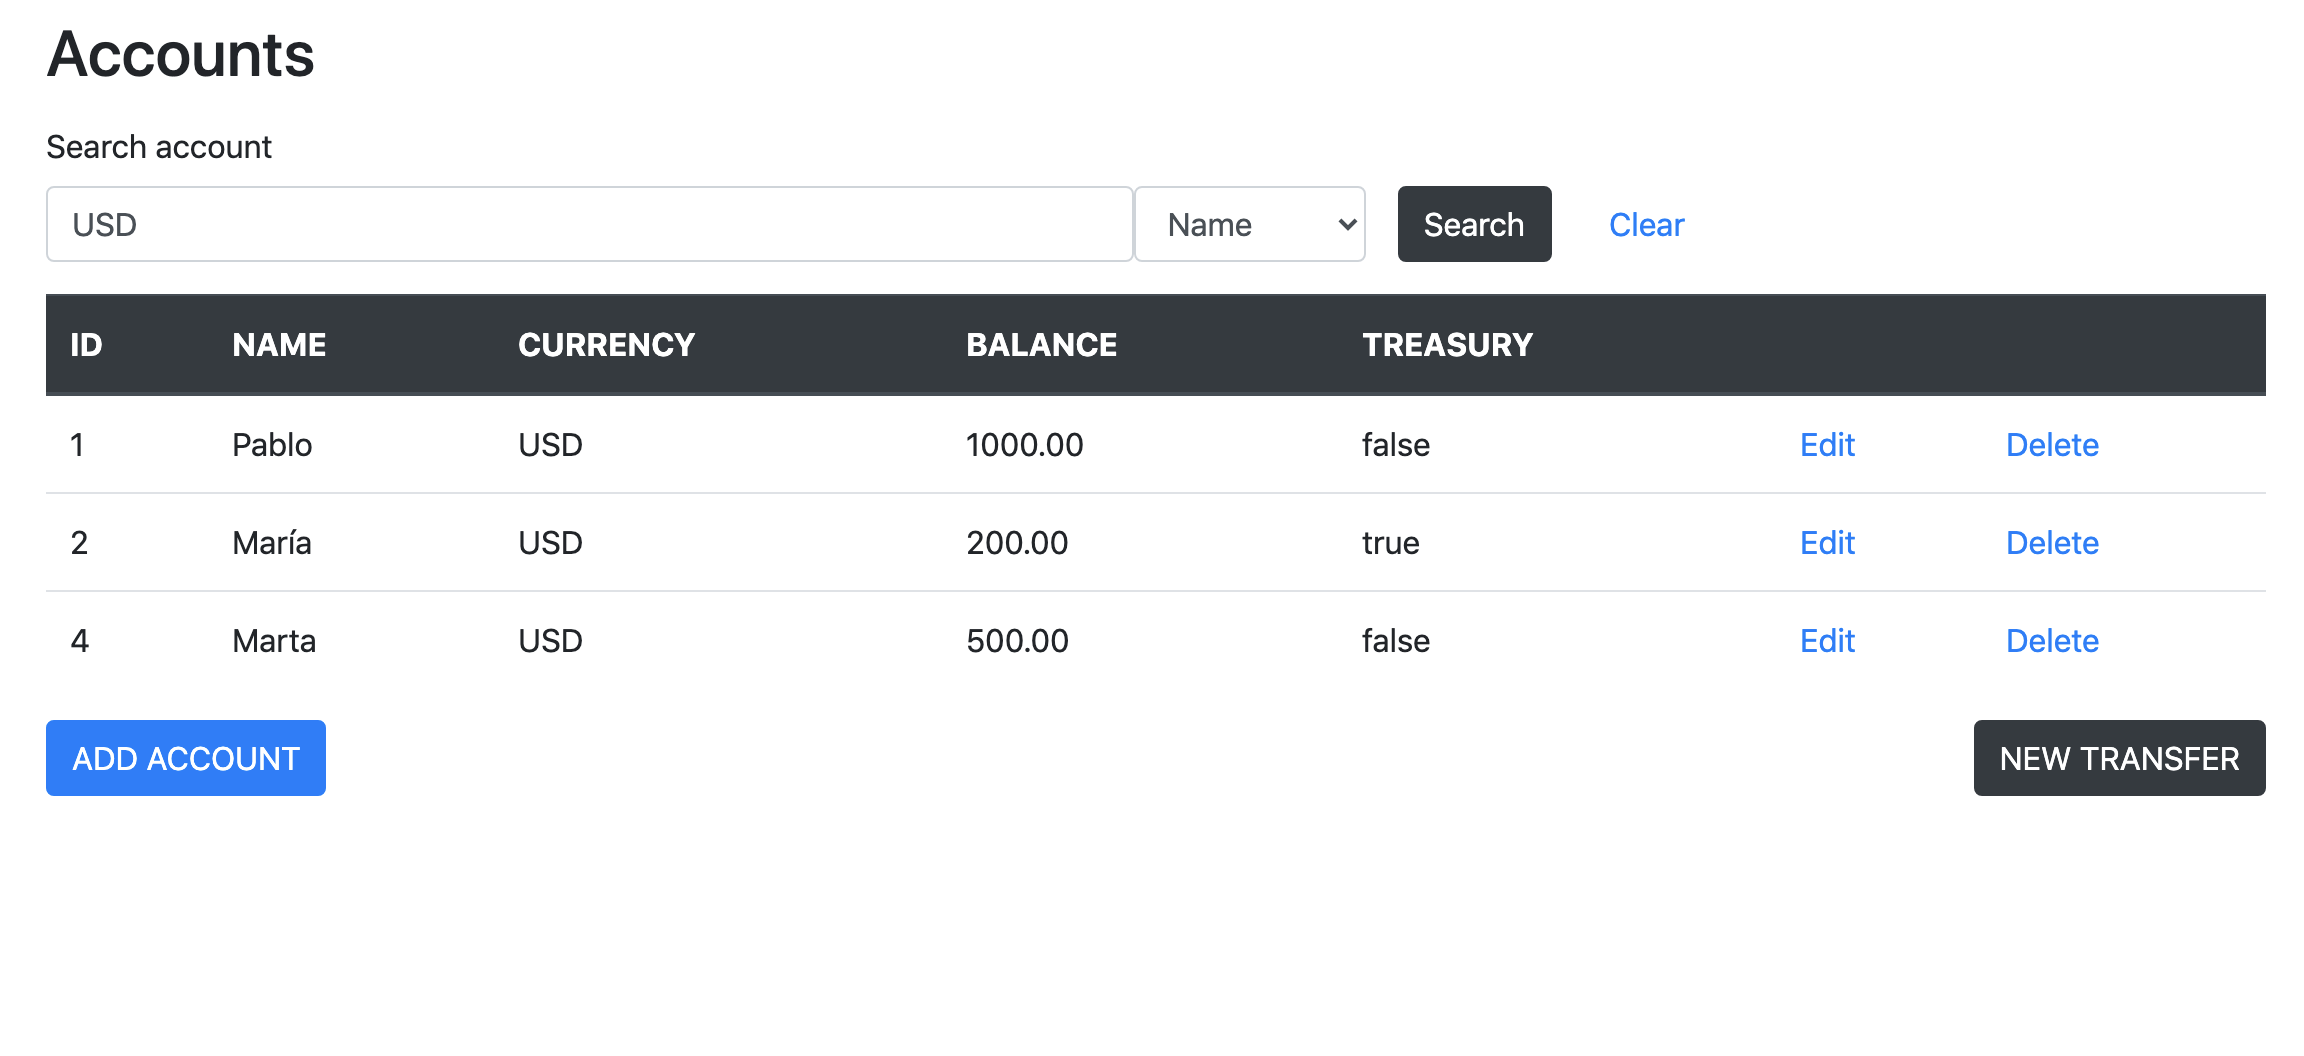 Accounts
Search account
USD Name Search Clear
ID NAME CURRENCY BALANCE TREASURY
1 Pablo USD 1000.00 false Edit Delete
2 María USD 200.00 true Edit Delete
4 Marta USD 500.00 false Edit Delete
ADD ACCOUNT NEW TRANSFER